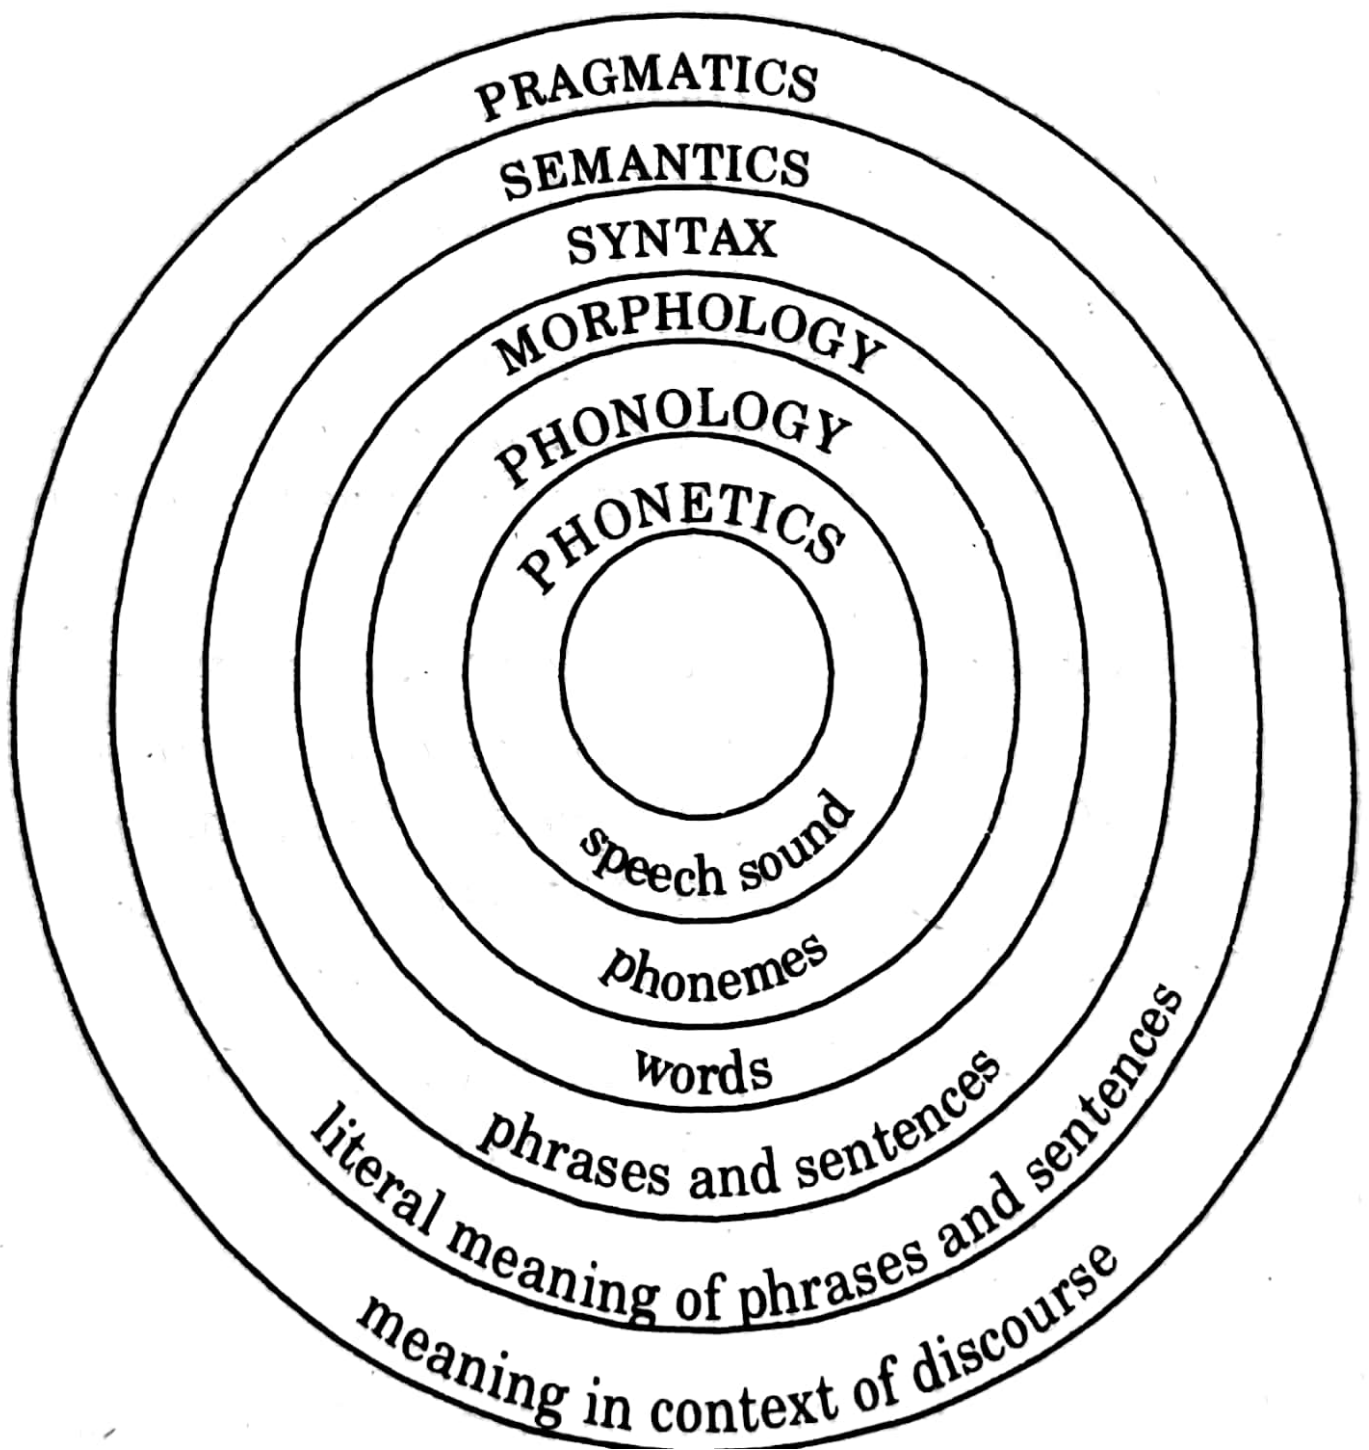 PRAGMATICS
SEMANTICS
SYNTAX
MORPHOLOGY
PHONOLOGY
PHONETICS
speech sound
phonemes
words
phrases and sentences
literal meaning of phrases and sentences
meaning in context of discourse